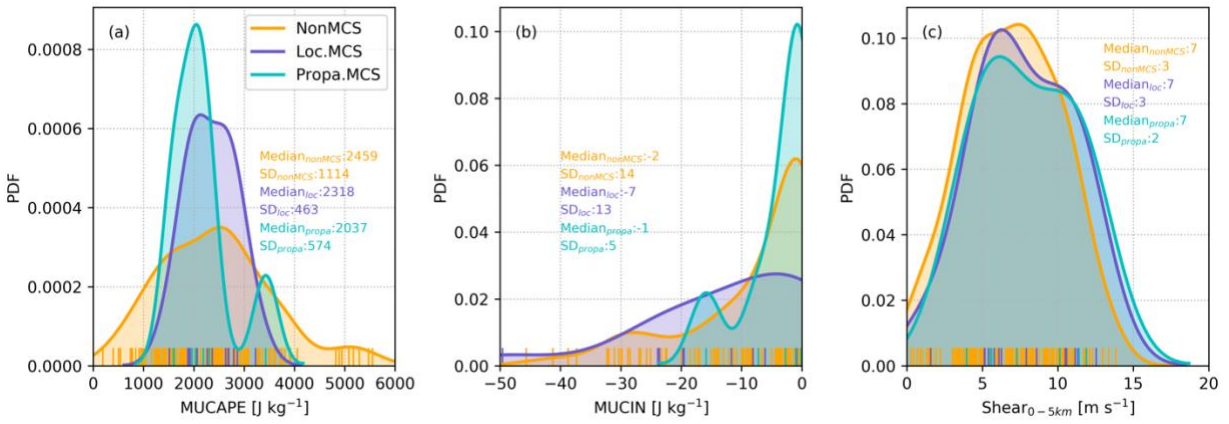 (a)
NonMCS
Loc.MCS
Propa.MCS
Median_nonMCS:2459
SD_nonMCS:1114
Median_loc:2318
SD_loc:463
Median_propa:2037
SD_propa:574
PDF
0.0008
0.0006
0.0004
0.0002
0.0000
0 1000 2000 3000 4000 5000 6000
MUCAPE [J kg⁻¹]
(b)
Median_nonMCS:-2
SD_nonMCS:14
Median_loc:-7
SD_loc:13
Median_propa:-1
SD_propa:5
PDF
0.10
0.08
0.06
0.04
0.02
0.00
−50 −40 −30 −20 −10 0
MUCIN [J kg⁻¹]
(c)
Median_nonMCS:7
SD_nonMCS:3
Median_loc:7
SD_loc:3
Median_propa:7
SD_propa:2
PDF
0.10
0.08
0.06
0.04
0.02
0.00
0 5 10 15 20
Shear_0−5km [m s⁻¹]